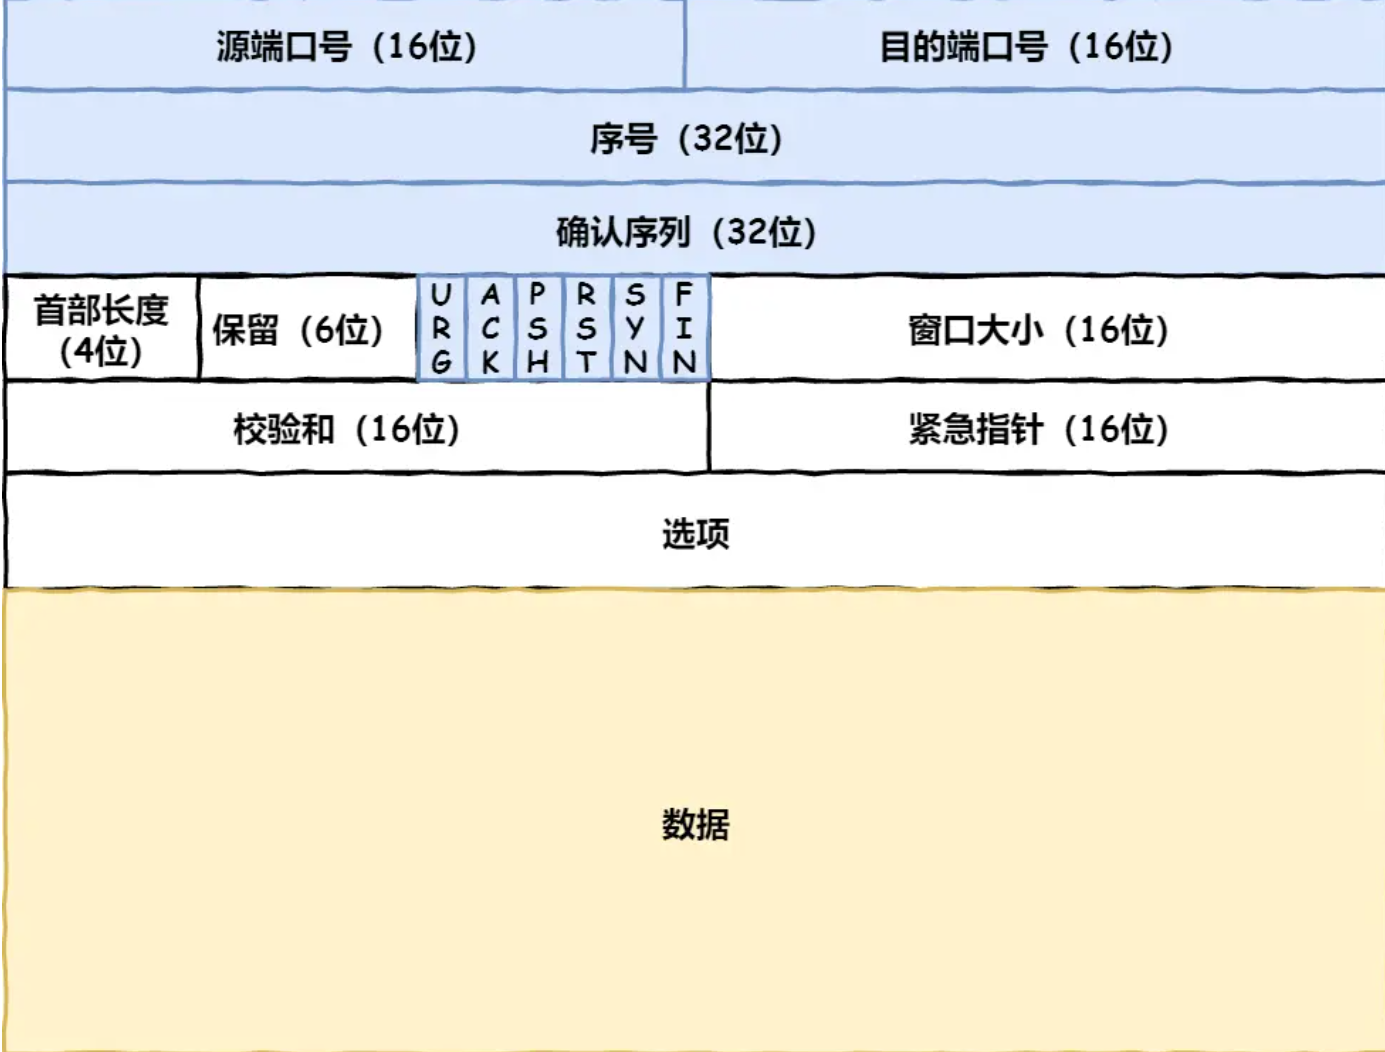 源端口号（16位）
目的端口号（16位）
序号（32位）
确认序列（32位）
首部长度
（4位）
保留（6位）
URG
ACK
PSH
RST
SYN
FIN
窗口大小（16位）
校验和（16位）
紧急指针（16位）
选项
数据